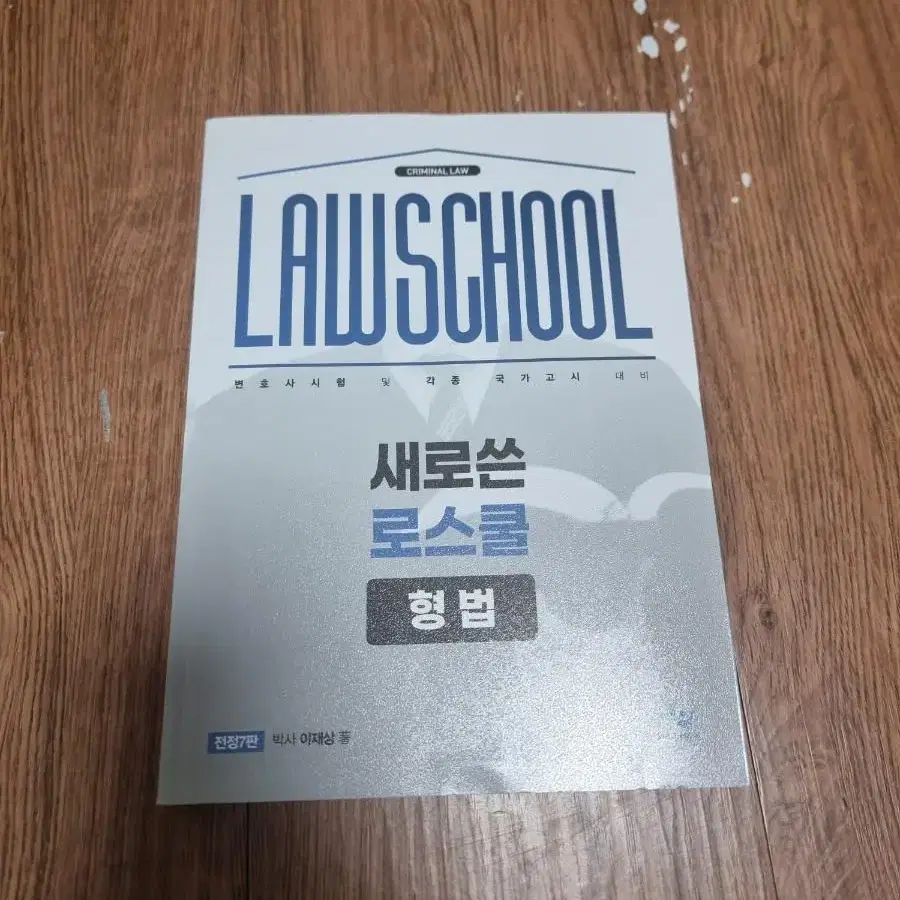 CRIMINAL LAW
LAWSCHOOL
변호사시험 및 각종 국가고시 대비
새로쓴
로스쿨
형법
전정7판 박사 이재상 著